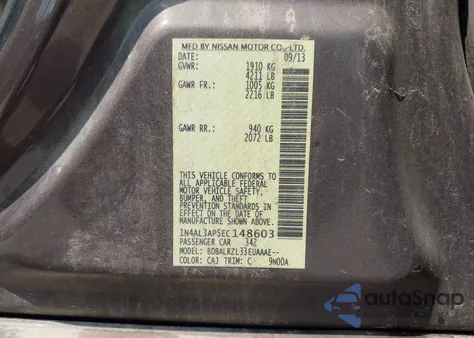 MFD BY NISSAN MOTOR CO., LTD.
DATE: 09/13
GVWR: 1910 KG
4211 LB
GAWR FR.: 1005 KG
2216 LB
GAWR RR.: 940 KG
2072 LB
THIS VEHICLE CONFORMS TO
ALL APPLICABLE FEDERAL
MOTOR VEHICLE SAFETY,
BUMPER, AND THEFT
PREVENTION STANDARDS IN
EFFECT ON THE DATE OF
MANUFACTURE SHOWN
ABOVE.
1N4AL3AP5EC148603
PASSENGER CAR 342
MODEL: BDBALRZL33EUAAAE--
COLOR: CAJ TRIM: C 9N00A
autoSnap